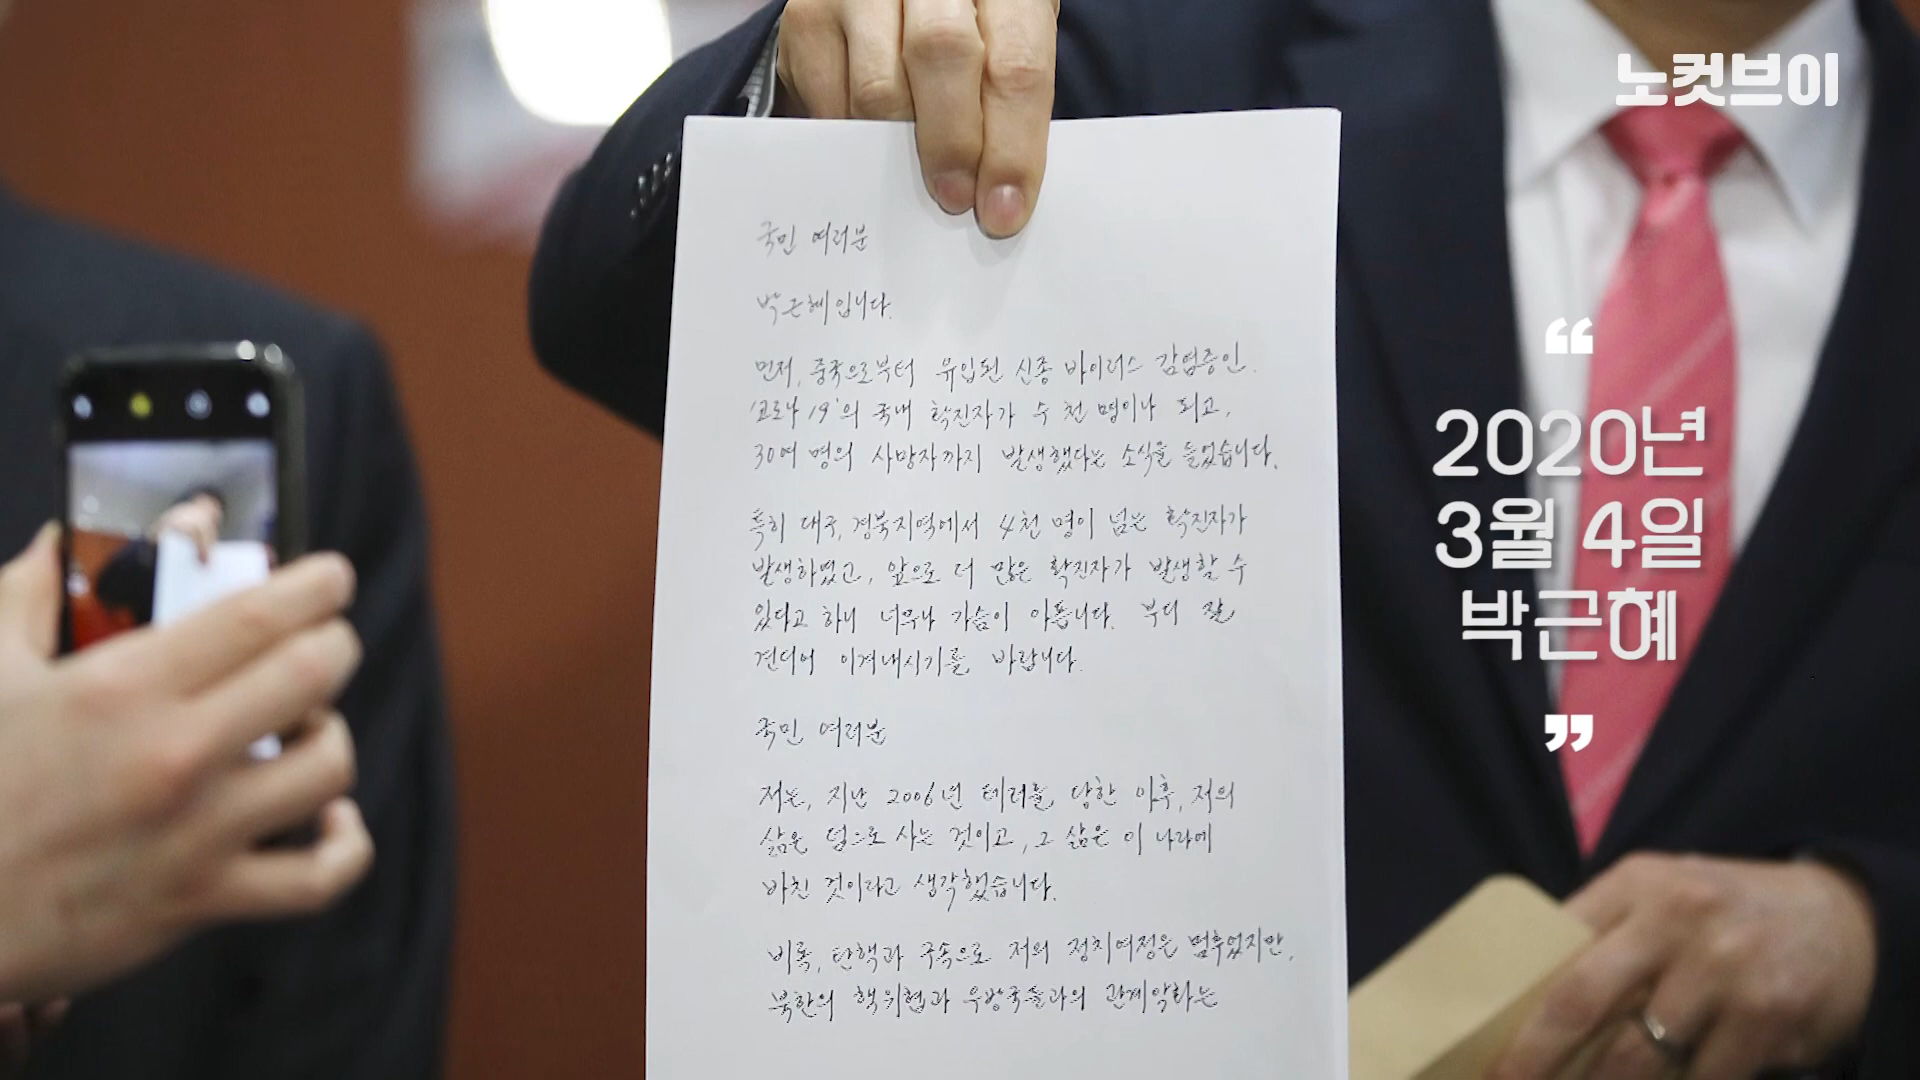 노컷브이
국민 여러분
박근혜입니다.
먼저, 중국으로부터 유입된 신종 바이러스 감염증인.
'코로나 19'의 국내 확진자가 수 천 명이나 되고,
30여 명의 사망자까지 발생했다는 소식을 들었습니다.
특히 대구, 경북지역에서 4천 명이 넘는 확진자가
발생하였고, 앞으로 더 많은 확진자가 발생할 수
있다고 하니 너무나 가슴이 아픕니다. 부디 잘
견디어 이겨내시기를 바랍니다.
국민 여러분
저는, 지난 2006년 테러를 당한 이후, 저의
삶은 덤으로 사는 것이고, 그 삶은 이 나라에
바친 것이라고 생각했습니다.
비록, 탄핵과 구속으로 저의 정치여정은 멈추었지만,
북한의 핵위협과 우방국들과의 관계악화는
“
2020년
3월 4일
박근혜
”